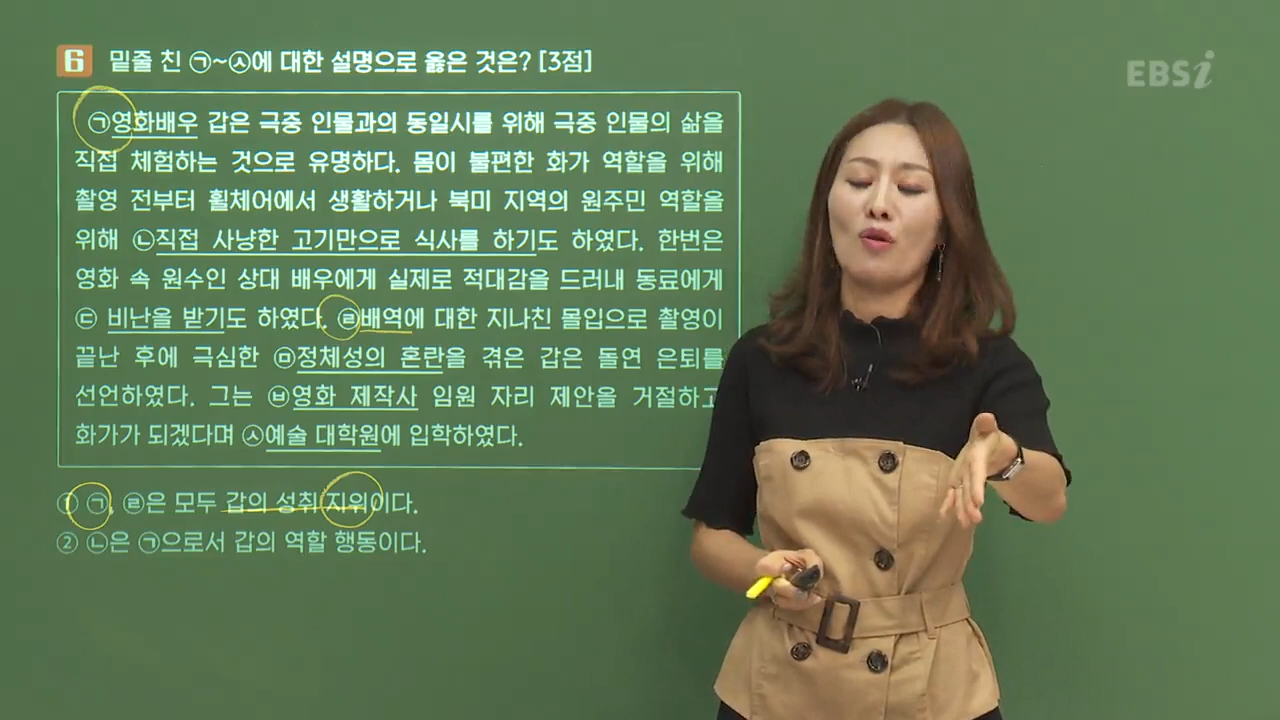 6 밑줄 친 ㉠~㉦에 대한 설명으로 옳은 것은? [3점]
EBSi
㉠영화배우 갑은 극중 인물과의 동일시를 위해 극중 인물의 삶을
직접 체험하는 것으로 유명하다. 몸이 불편한 화가 역할을 위해
촬영 전부터 휠체어에서 생활하거나 북미 지역의 원주민 역할을
위해 ㉡직접 사냥한 고기만으로 식사를 하기도 하였다. 한번은
영화 속 원수인 상대 배우에게 실제로 적대감을 드러내 동료에게
㉢ 비난을 받기도 하였다. ㉣배역에 대한 지나친 몰입으로 촬영이
끝난 후에 극심한 ㉤정체성의 혼란을 겪은 갑은 돌연 은퇴를
선언하였다. 그는 ㉥영화 제작사 임원 자리 제안을 거절하고
화가가 되겠다며 ㉦예술 대학원에 입학하였다.
① ㉠, ㉣은 모두 갑의 성취 지위이다.
② ㉡은 ㉠으로서 갑의 역할 행동이다.